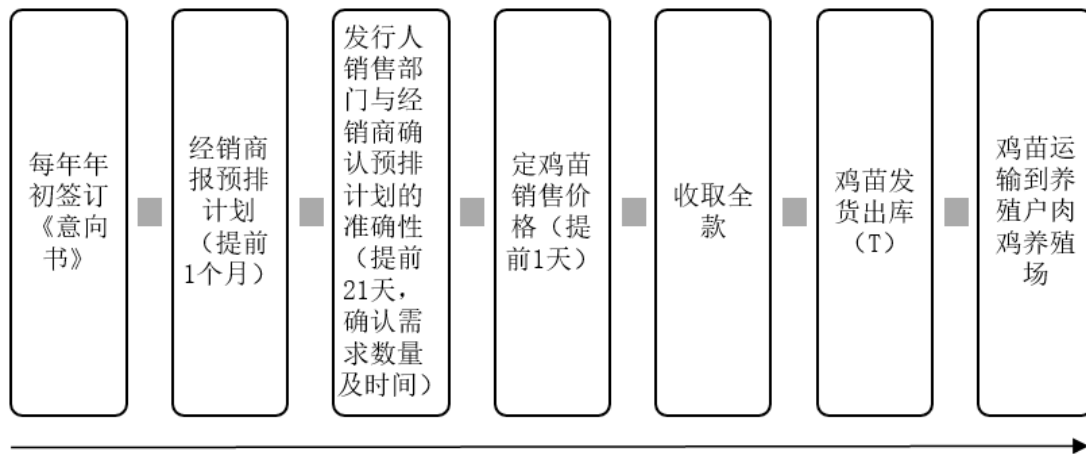 每年年
初签订
《意向
书》
经销商
报预排
计划
（提前
1个月）
发行人
销售部
门与经
销商确
认预排
计划的
准确性
（提前
21天，
确认需
求数量
及时间）
定鸡苗
销售价
格（提
前1天）
收取全
款
鸡苗发
货出库
（T）
鸡苗运
输到养
殖户肉
鸡养殖
场